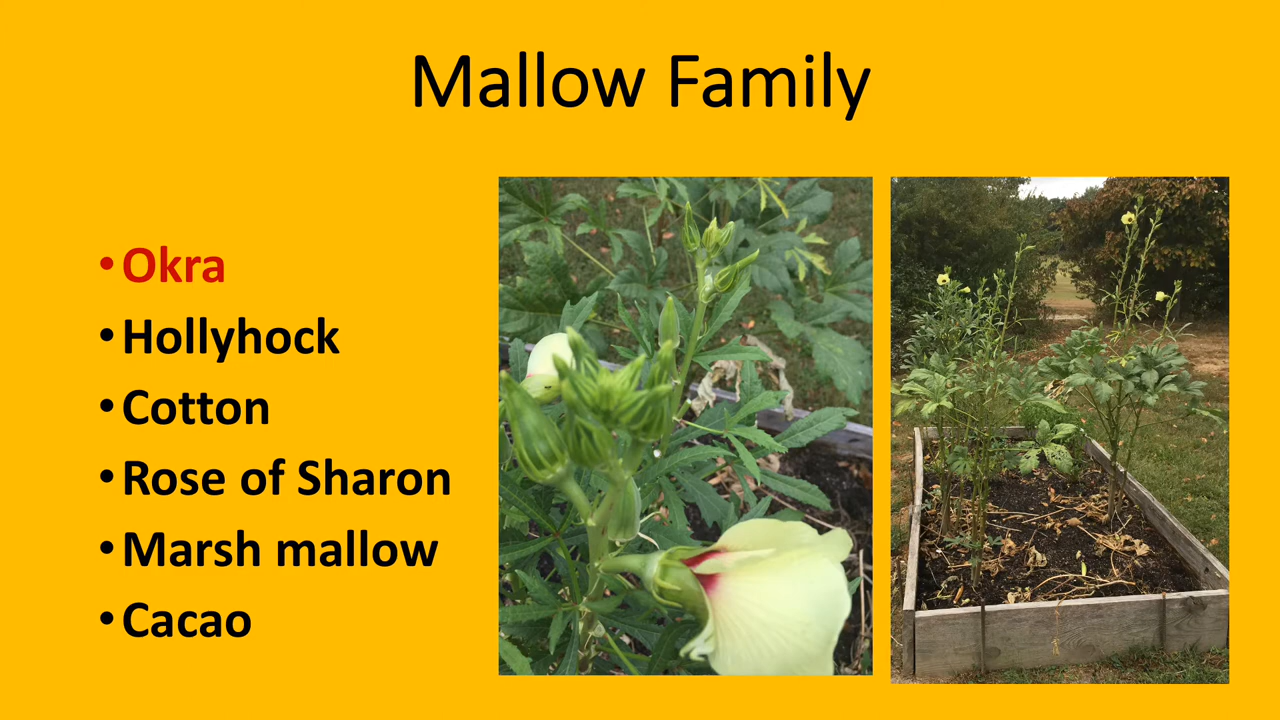 Mallow Family
•Okra
•Hollyhock
•Cotton
•Rose of Sharon
•Marsh mallow
•Cacao